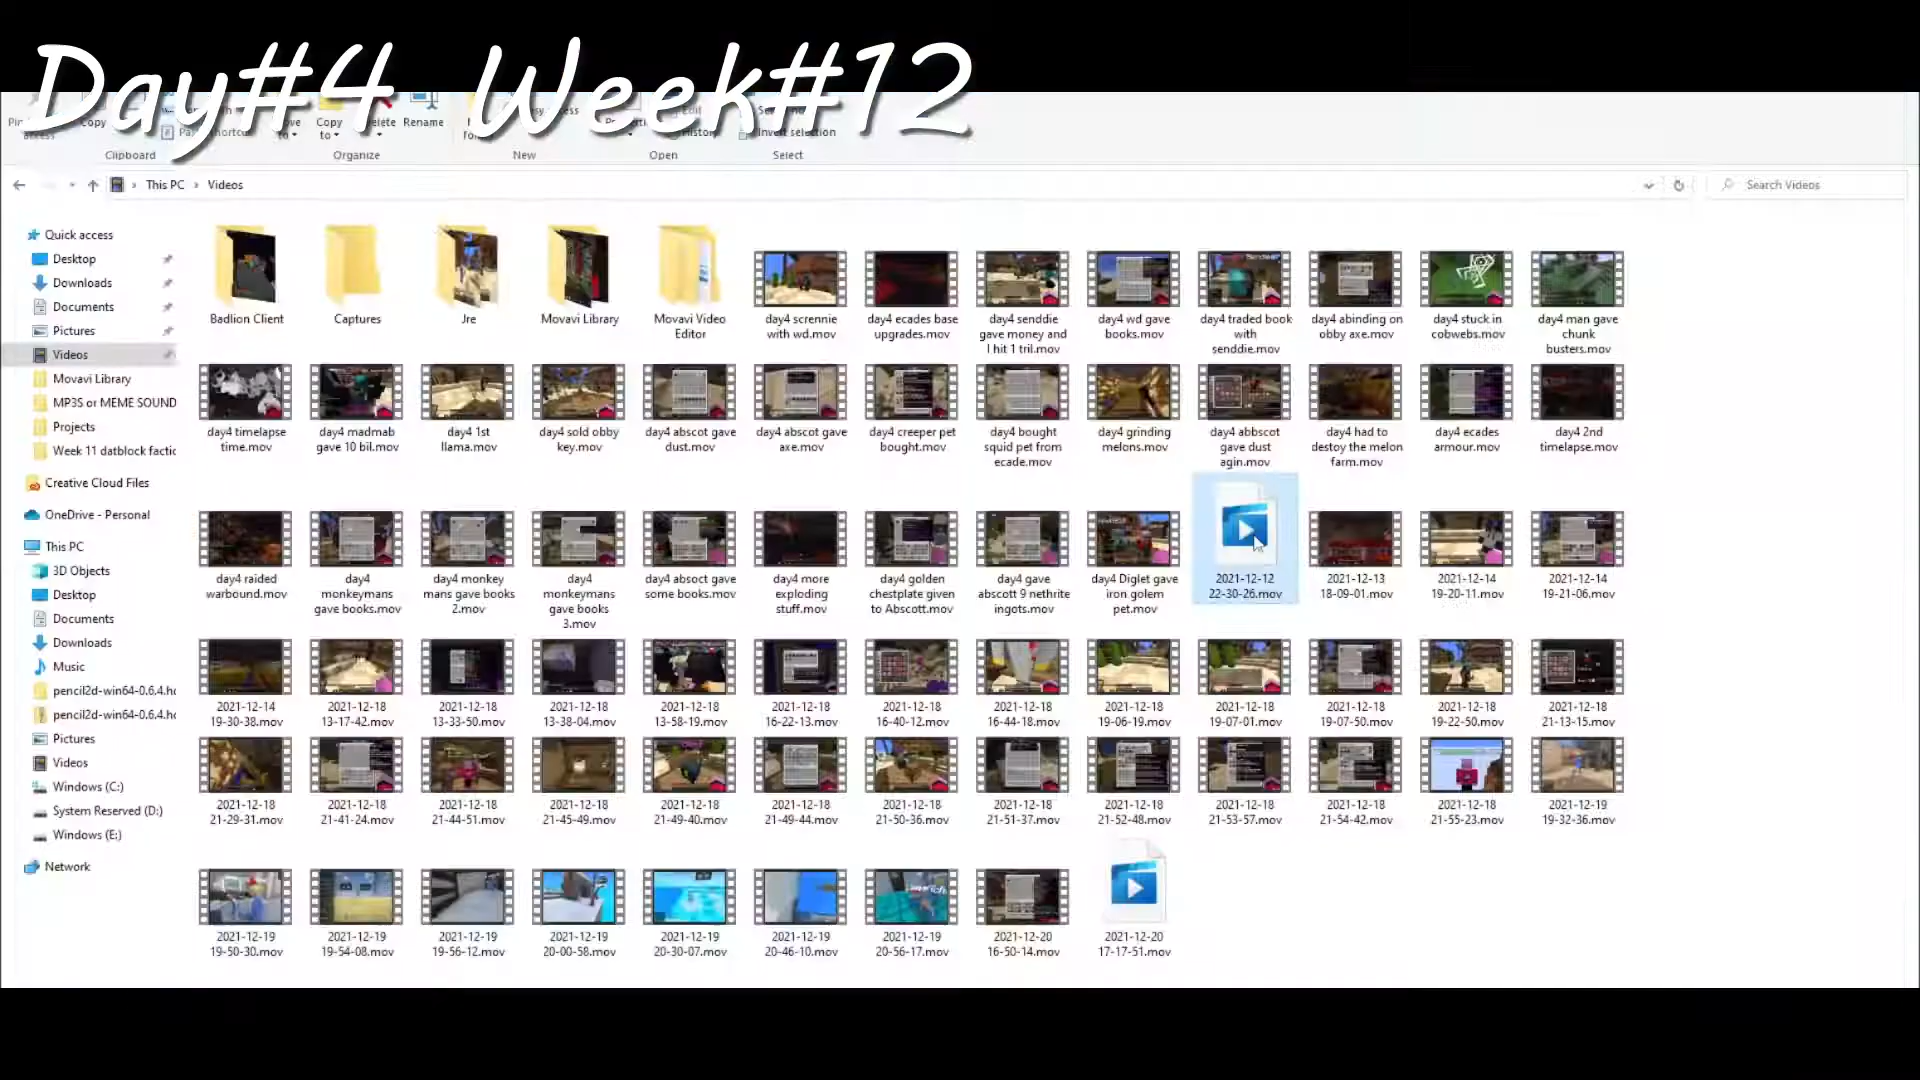 Day#4 Week#12
Copy
Copy
to
Rename
Edit
History
Invert selection
Clipboard
Organize
New
Open
Select
This PC > Videos
Search Videos
Quick access
Desktop
Downloads
Documents
Pictures
Videos
Movavi Library
MP3S or MEME SOUND
Projects
Week 11 datblock factic
Creative Cloud Files
OneDrive - Personal
This PC
3D Objects
Desktop
Documents
Downloads
Music
pencil2d-win64-0.6.4.hc
pencil2d-win64-0.6.4.hc
Pictures
Videos
Windows (C:)
System Reserved (D:)
Windows (E:)
Network
Badlion Client
Captures
Jre
Movavi Library
Movavi Video
Editor
day4 scrennie
with wd.mov
day4 ecades base
upgrades.mov
day4 senddie
gave money and
I hit 1 tril.mov
day4 wd gave
books.mov
day4 traded book
with
senddie.mov
day4 abinding on
obby axe.mov
day4 stuck in
cobwebs.mov
day4 man gave
chunk
busters.mov
day4 timelapse
time.mov
day4 madmab
gave 10 bil.mov
day4 1st
llama.mov
day4 sold obby
key.mov
day4 abscot gave
dust.mov
day4 abscot gave
axe.mov
day4 creeper pet
bought.mov
day4 bought
squid pet from
ecade.mov
day4 grinding
melons.mov
day4 abbscot
gave dust
agin.mov
day4 had to
destoy the melon
farm.mov
day4 ecades
armour.mov
day4 2nd
timelapse.mov
day4 raided
warbound.mov
day4
monkeymans
gave books.mov
day4 monkey
mans gave books
2.mov
day4
monkeymans
gave books
3.mov
day4 absoct gave
some books.mov
day4 more
exploding
stuff.mov
day4 golden
chestplate given
to Abscott.mov
day4 gave
abscott 9 nethrite
ingots.mov
day4 Diglet gave
iron golem
pet.mov
2021-12-12
22-30-26.mov
2021-12-13
18-09-01.mov
2021-12-14
19-20-11.mov
2021-12-14
19-21-06.mov
2021-12-14
19-30-38.mov
2021-12-18
13-17-42.mov
2021-12-18
13-33-50.mov
2021-12-18
13-38-04.mov
2021-12-18
13-58-19.mov
2021-12-18
16-22-13.mov
2021-12-18
16-40-12.mov
2021-12-18
16-44-18.mov
2021-12-18
19-06-19.mov
2021-12-18
19-07-01.mov
2021-12-18
19-07-50.mov
2021-12-18
19-22-50.mov
2021-12-18
21-13-15.mov
2021-12-18
21-29-31.mov
2021-12-18
21-41-24.mov
2021-12-18
21-44-51.mov
2021-12-18
21-45-49.mov
2021-12-18
21-49-40.mov
2021-12-18
21-49-44.mov
2021-12-18
21-50-36.mov
2021-12-18
21-51-37.mov
2021-12-18
21-52-48.mov
2021-12-18
21-53-57.mov
2021-12-18
21-54-42.mov
2021-12-18
21-55-23.mov
2021-12-19
19-32-36.mov
2021-12-19
19-50-30.mov
2021-12-19
19-54-08.mov
2021-12-19
19-56-12.mov
2021-12-19
20-00-58.mov
2021-12-19
20-30-07.mov
2021-12-19
20-46-10.mov
2021-12-19
20-56-17.mov
2021-12-20
16-50-14.mov
2021-12-20
17-17-51.mov